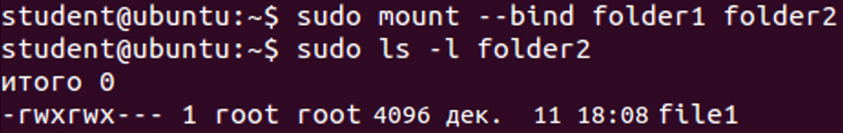 student@ubuntu:~$ sudo mount --bind folder1 folder2
student@ubuntu:~$ sudo ls -l folder2
итого 0
-rwxrwx--- 1 root root 4096 дек. 11 18:08 file1